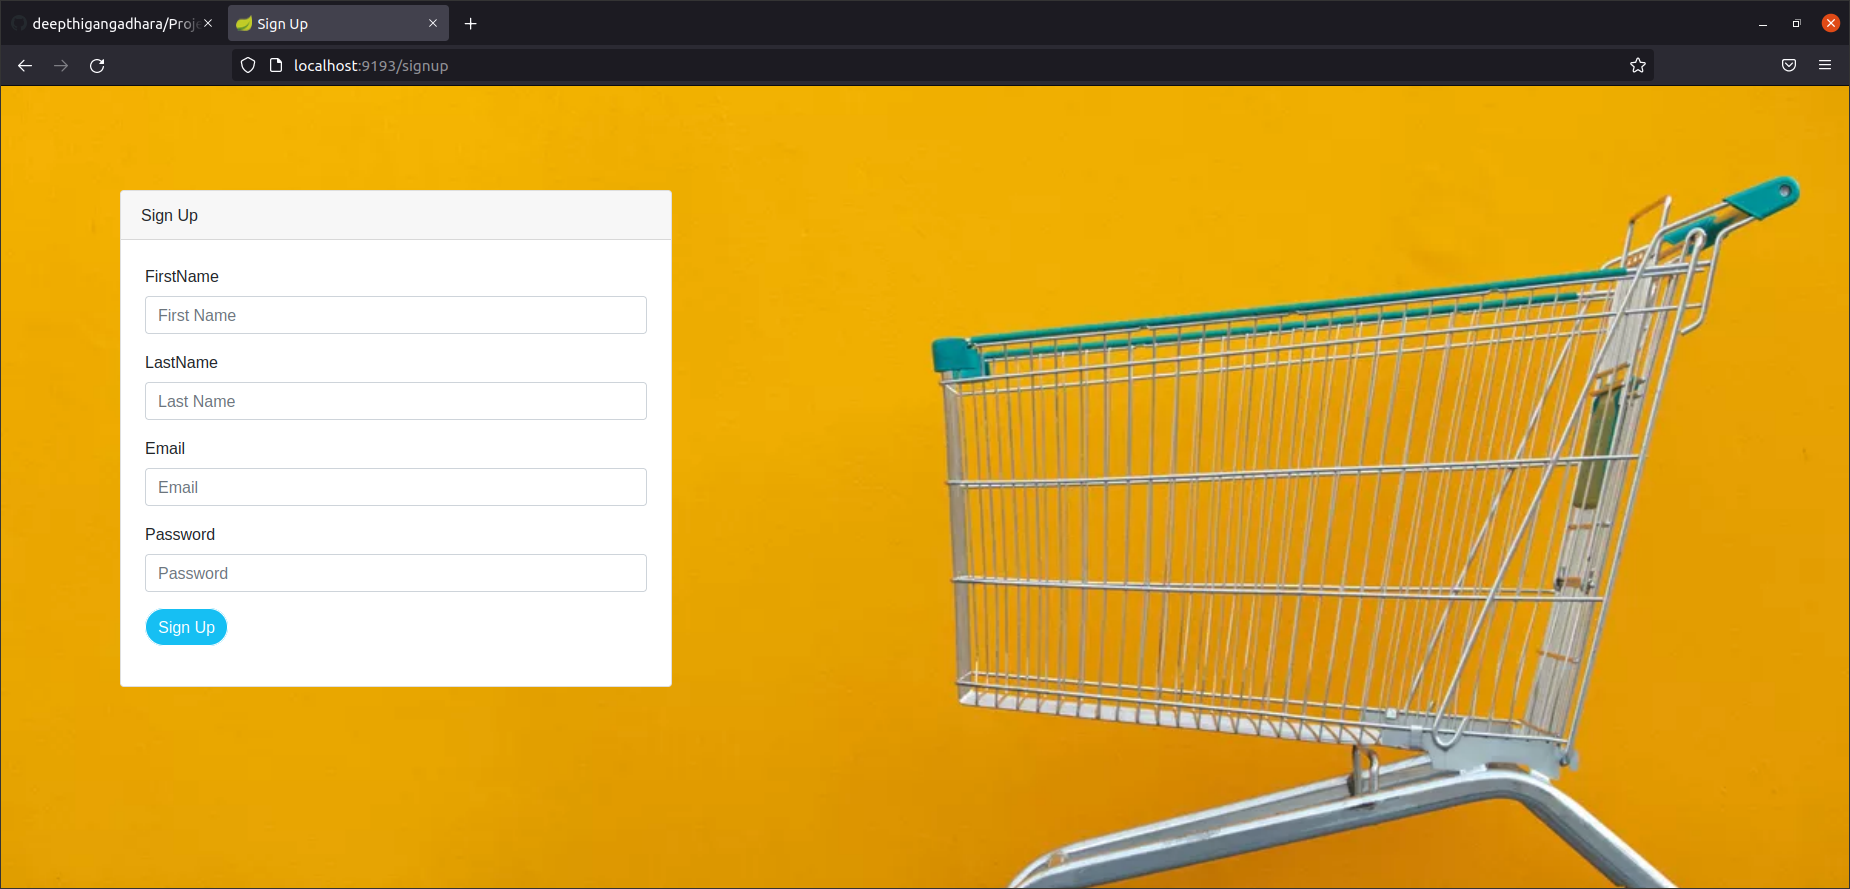 deepthigangadhara/Proje
Sign Up
localhost:9193/signup
Sign Up
FirstName
First Name
LastName
Last Name
Email
Email
Password
Password
Sign Up